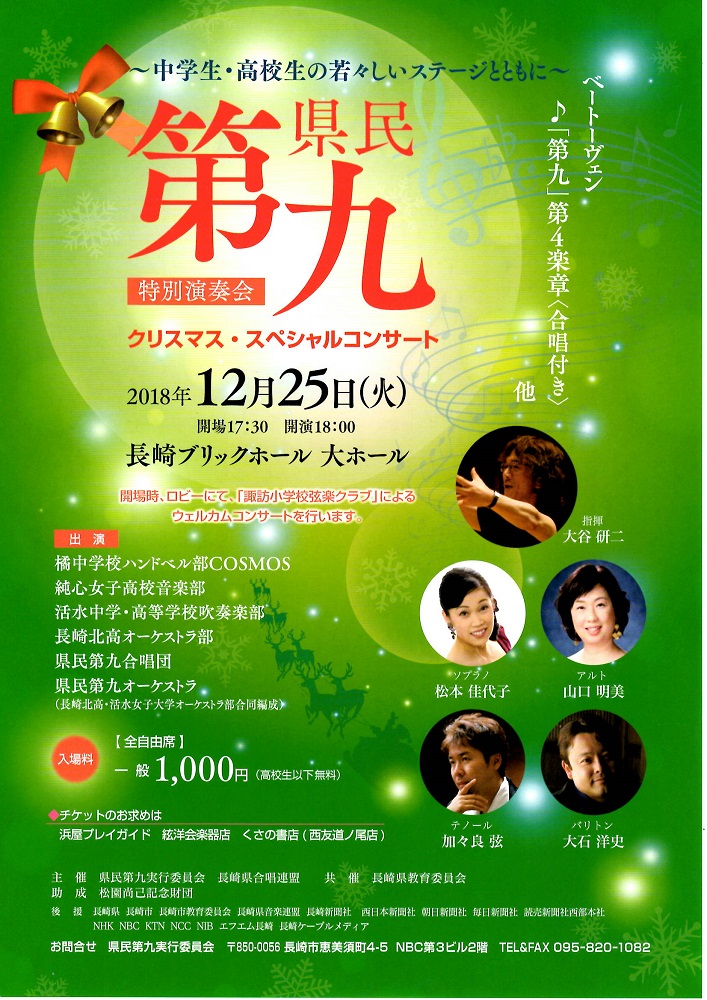 ～中学生・高校生の若々しいステージとともに～
県民
第九
特別演奏会
クリスマス・スペシャルコンサート
ベートーヴェン
♪「第九」第4楽章〈合唱付き〉
他
2018年 12月25日(火)
開場17:30 開演18:00
長崎ブリックホール 大ホール
開場時、ロビーにて、「諏訪小学校弦楽クラブ」による
ウェルカムコンサートを行います。
出演
橘中学校ハンドベル部COSMOS
純心女子高校音楽部
活水中学・高等学校吹奏楽部
長崎北高オーケストラ部
県民第九合唱団
県民第九オーケストラ
(長崎北高・活水女子大学オーケストラ部合同編成)
指揮
大谷 研二
ソプラノ
松本 佳代子
アルト
山口 明美
テノール
加々良 弦
バリトン
大石 洋史
入場料
【全自由席】
一般 1,000円 (高校生以下無料)
◆チケットのお求めは
浜屋プレイガイド 絃洋会楽器店 くさの書店(西友道ノ尾店)
主 催 県民第九実行委員会 長崎県合唱連盟 共 催 長崎県教育委員会
助 成 松園尚己記念財団
後 援 長崎県 長崎市 長崎市教育委員会 長崎県音楽連盟 長崎新聞社 西日本新聞社 朝日新聞社 毎日新聞社 読売新聞社西部本社
NHK NBC KTN NCC NIB エフエム長崎 長崎ケーブルメディア
お問合せ 県民第九実行委員会 〒850-0056 長崎市恵美須町4-5 NBC第3ビル2階 TEL&FAX 095-820-1082